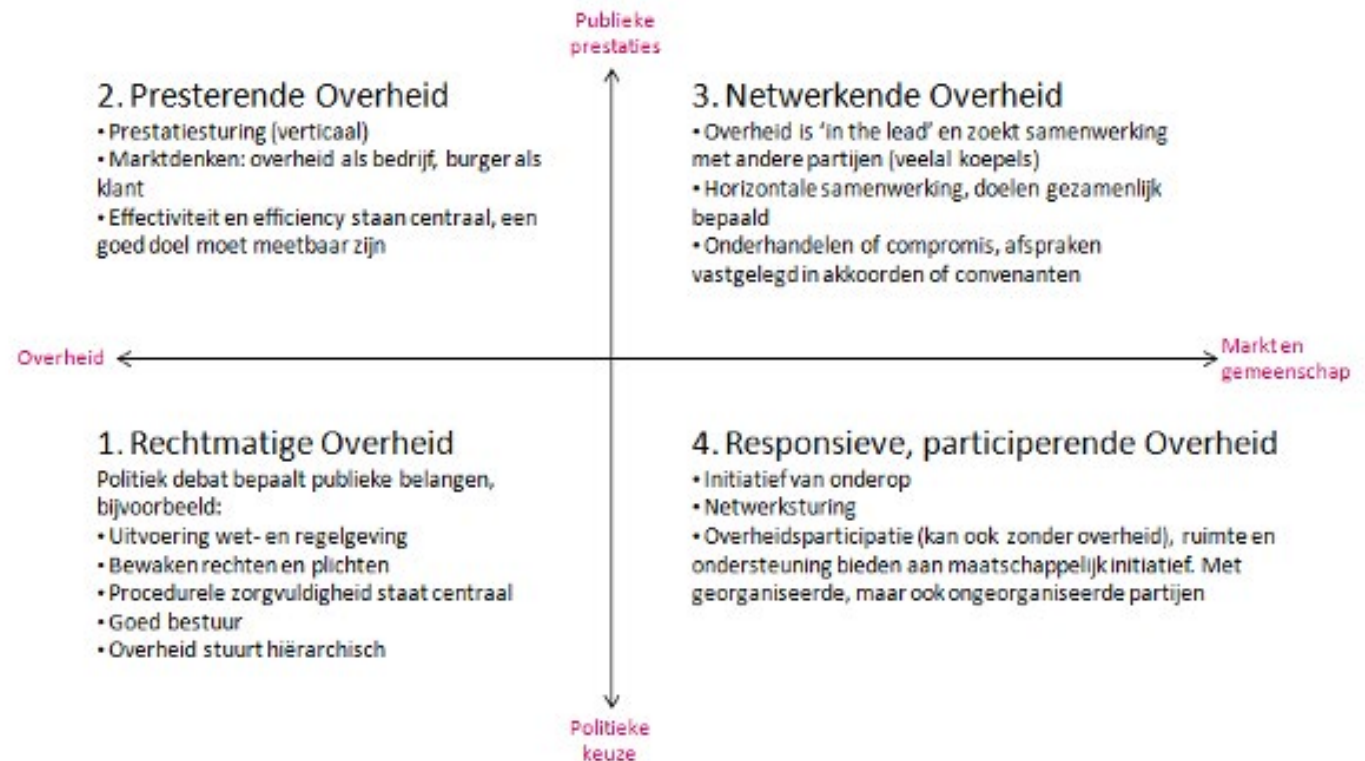 Publieke
prestaties
2. Presterende Overheid
• Prestatiesturing (verticaal)
• Marktdenken: overheid als bedrijf, burger als
klant
• Effectiviteit en efficiency staan centraal, een
goed doel moet meetbaar zijn
3. Netwerkende Overheid
• Overheid is ‘in the lead’ en zoekt samenwerking
met andere partijen (veelal koepels)
• Horizontale samenwerking, doelen gezamenlijk
bepaald
• Onderhandelen of compromis, afspraken
vastgelegd in akkoorden of convenanten
Overheid
Markt en
gemeenschap
1. Rechtmatige Overheid
Politiek debat bepaalt publieke belangen,
bijvoorbeeld:
• Uitvoering wet- en regelgeving
• Bewaken rechten en plichten
• Procedurele zorgvuldigheid staat centraal
• Goed bestuur
• Overheid stuurt hiërarchisch
4. Responsieve, participerende Overheid
• Initiatief van onderop
• Netwerksturing
• Overheidsparticipatie (kan ook zonder overheid), ruimte en
ondersteuning bieden aan maatschappelijk initiatief. Met
georganiseerde, maar ook ongeorganiseerde partijen
Politieke
keuze